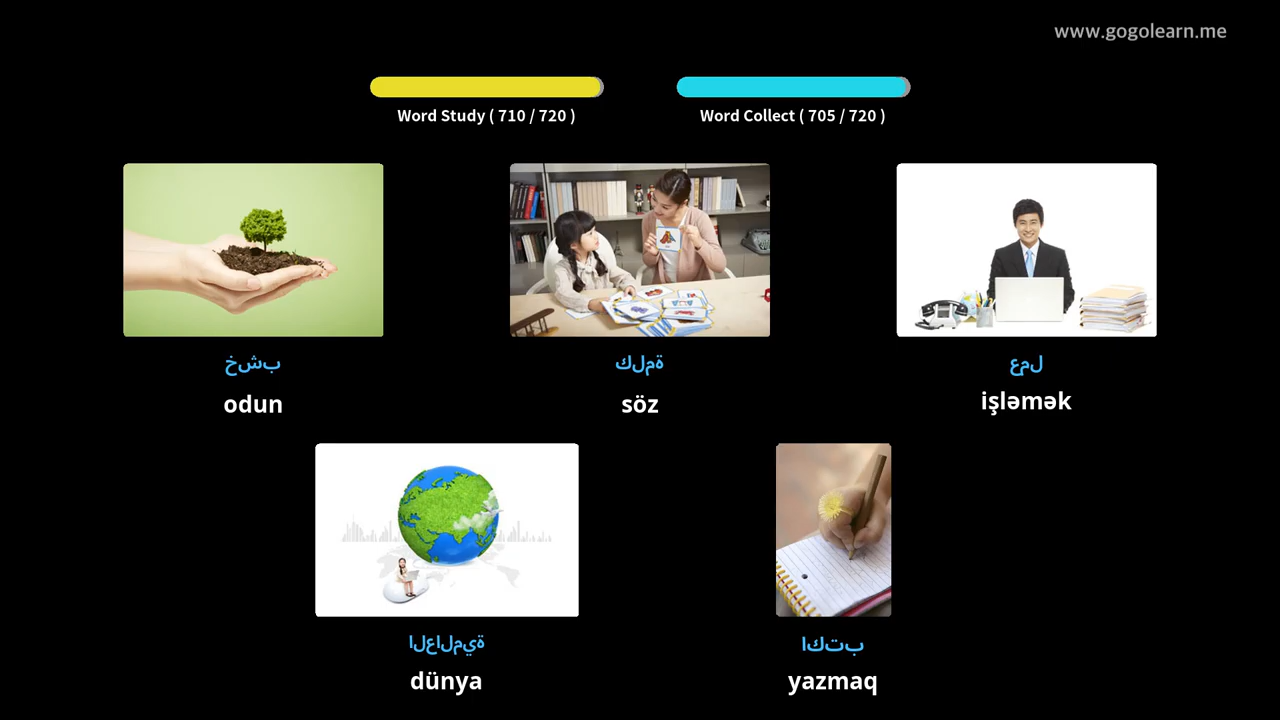 www.gogolearn.me
Word Study ( 710 / 720 )
Word Collect ( 705 / 720 )
خشب
كلمة
عمل
odun
söz
işləmək
العالمية
اكتب
dünya
yazmaq